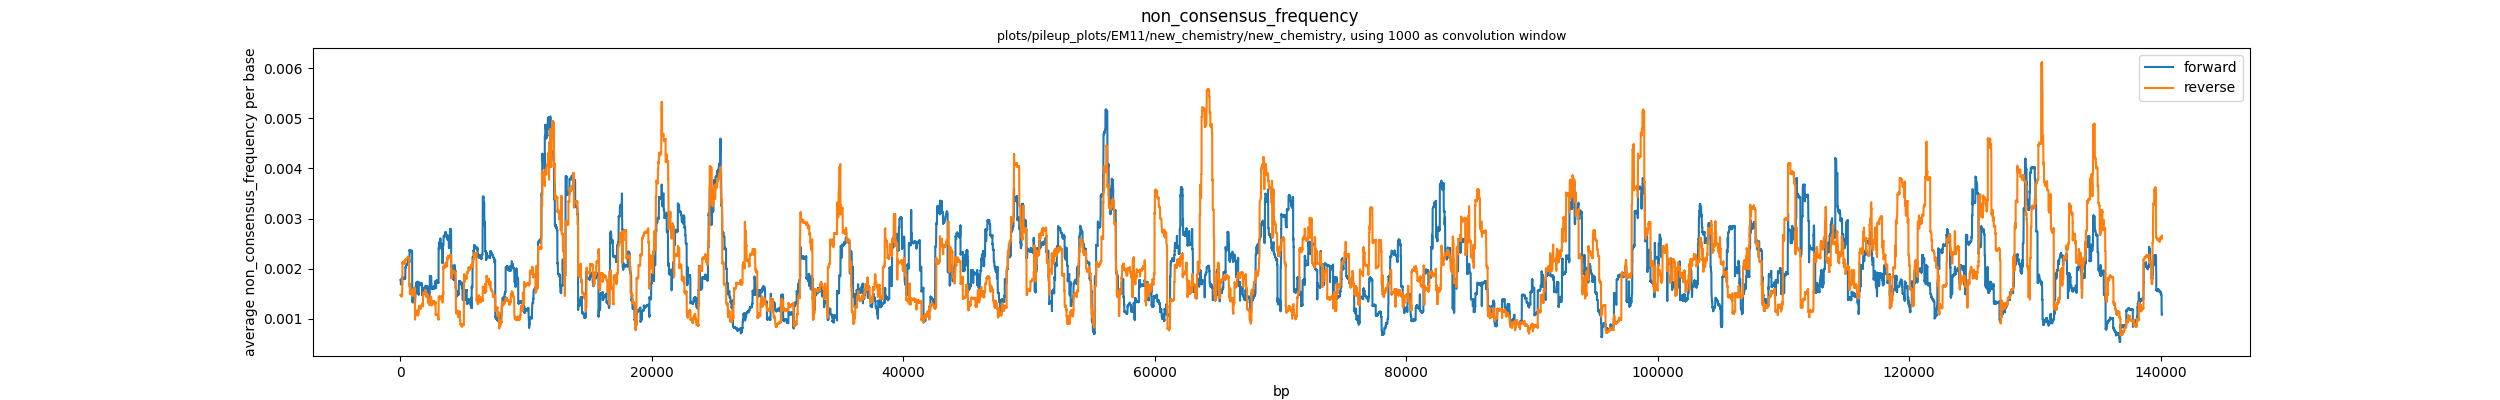 non_consensus_frequency
plots/pileup_plots/EM11/new_chemistry/new_chemistry, using 1000 as convolution window
average non_consensus_frequency per base
0.006
0.005
0.004
0.003
0.002
0.001
forward
reverse
0
20000
40000
60000
80000
100000
120000
140000
bp